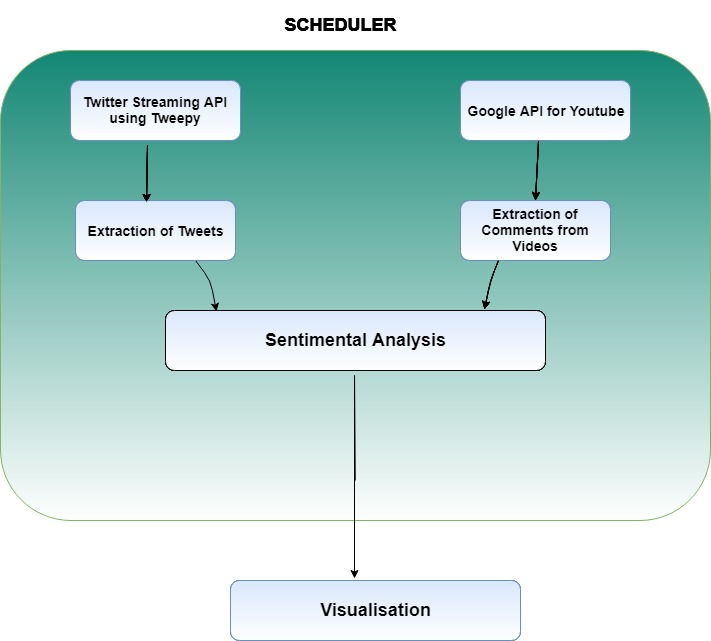 SCHEDULER
Twitter Streaming API
using Tweepy
Google API for Youtube
Extraction of Tweets
Extraction of
Comments from
Videos
Sentimental Analysis
Visualisation